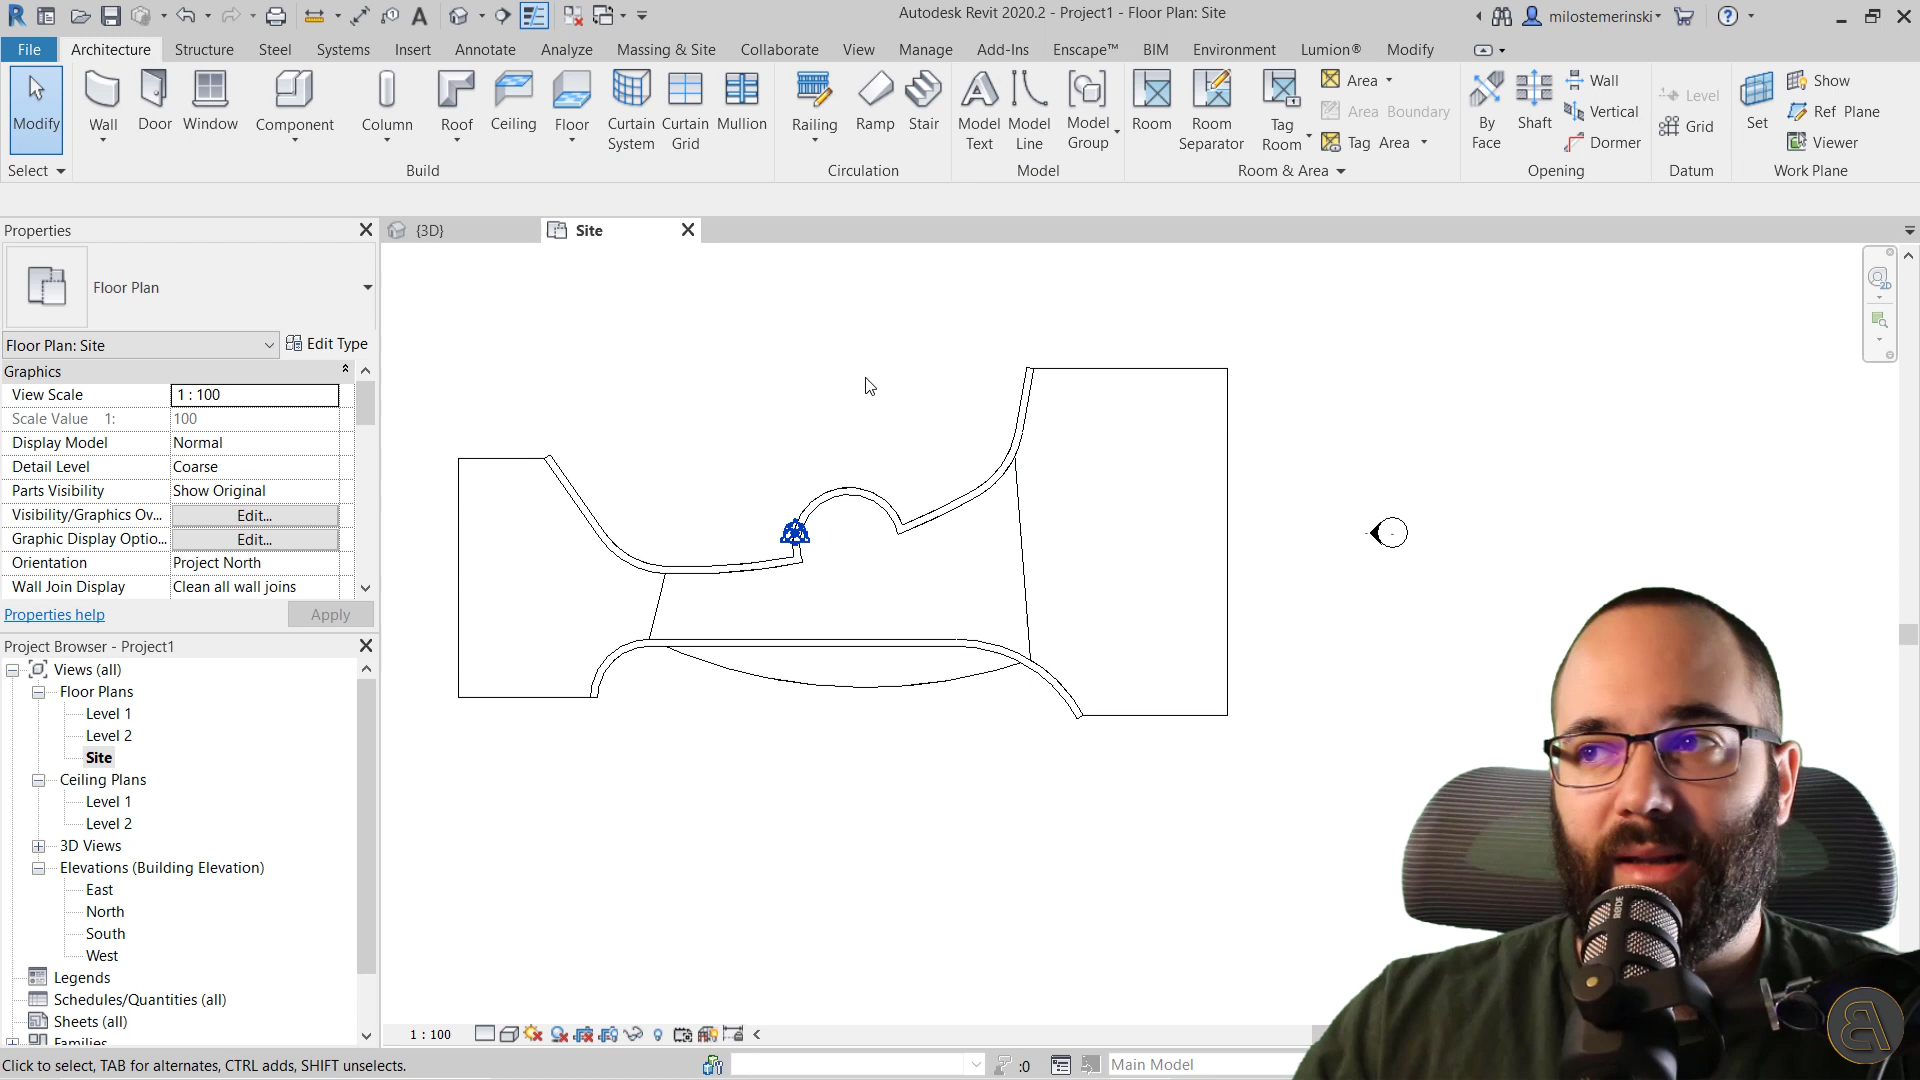 Autodesk Revit 2020.2 - Project1 - Floor Plan: Site
milostemerinski
File Architecture Structure Steel Systems Insert Annotate Analyze Massing & Site Collaborate View Manage Add-Ins Enscape™ BIM Environment Lumion® Modify
Modify
Wall
Door
Window
Component
Column
Roof
Ceiling
Floor
Curtain System
Curtain Grid
Mullion
Railing
Ramp
Stair
Model Text
Model Line
Model Group
Room
Room Separator
Tag Room
Area
Area Boundary
Tag Area
By Face
Shaft
Wall
Vertical
Dormer
Level
Grid
Set
Show
Ref Plane
Viewer
Select
Build
Circulation
Model
Room & Area
Opening
Datum
Work Plane
Properties
{3D}
Site
Floor Plan
Floor Plan: Site
Edit Type
Graphics
View Scale 1 : 100
Scale Value 1: 100
Display Model Normal
Detail Level Coarse
Parts Visibility Show Original
Visibility/Graphics Ov... Edit...
Graphic Display Optio... Edit...
Orientation Project North
Wall Join Display Clean all wall joins
Properties help Apply
Project Browser - Project1
Views (all)
Floor Plans
Level 1
Level 2
Site
Ceiling Plans
Level 1
Level 2
3D Views
Elevations (Building Elevation)
East
North
South
West
Legends
Schedules/Quantities (all)
Sheets (all)
Families
1 : 100
Click to select, TAB for alternates, CTRL adds, SHIFT unselects.
:0
Main Model
RØDE